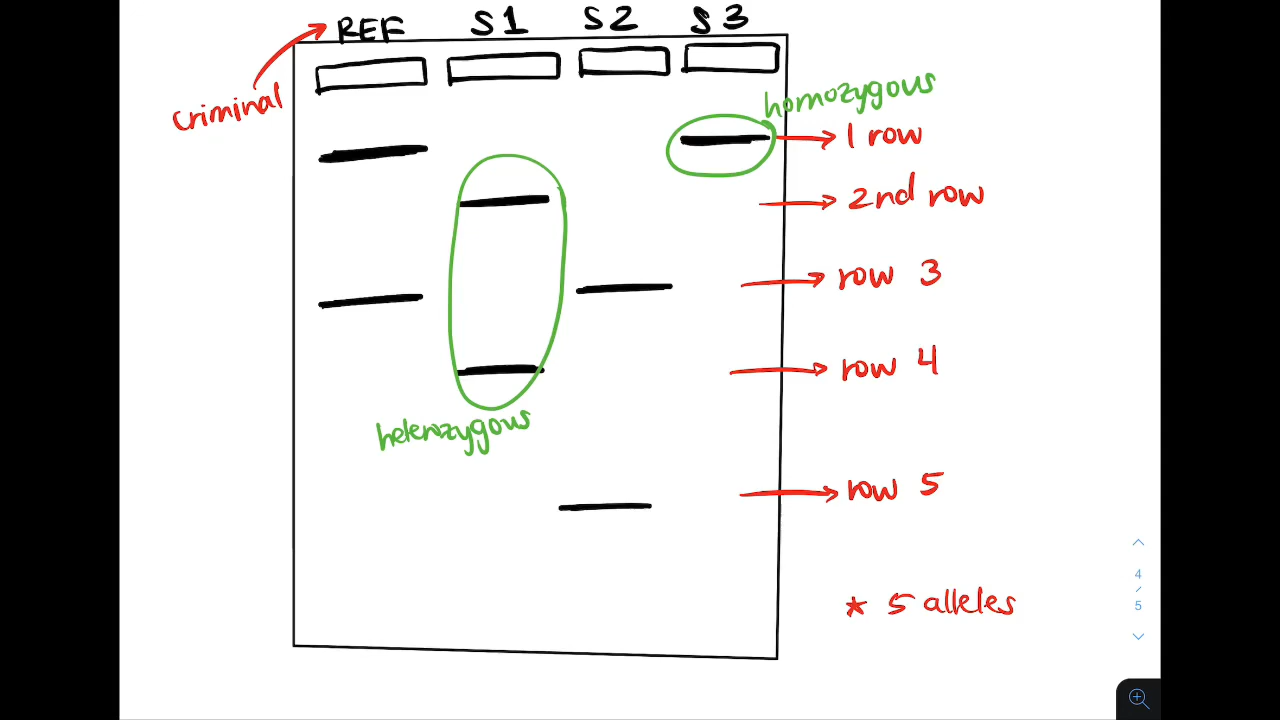 REF S1 S2 S3
criminal
homozygous
1 row
2nd row
row 3
row 4
heterozygous
row 5
* 5 alleles
4
/
5